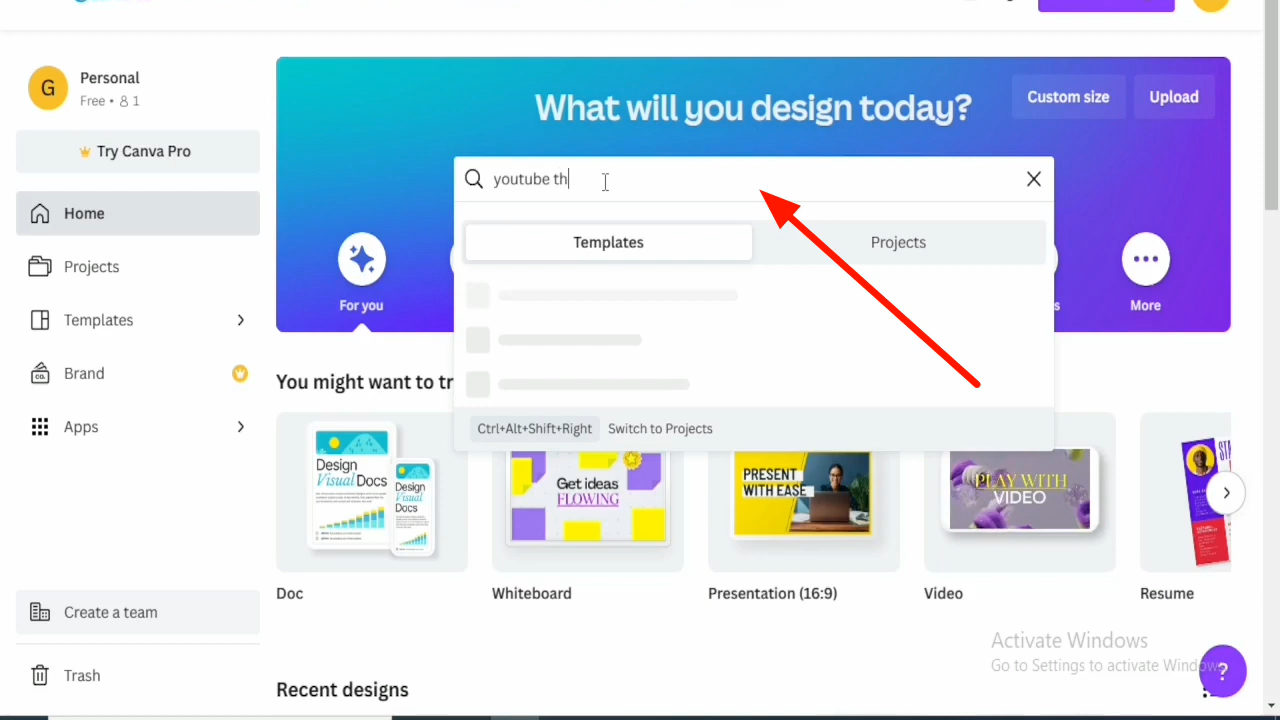 G
Personal
Free • 1
Try Canva Pro
Home
Projects
Templates
Brand
Apps
Create a team
Trash
What will you design today?
Custom size
Upload
youtube th
Templates
Projects
For you
More
Ctrl+Alt+Shift+Right Switch to Projects
You might want to tr
Design
Visual Docs
Design
Visual
Docs
Get ideas
FLOWING
PRESENT
WITH EASE
PLAY WITH
VIDEO
Doc
Whiteboard
Presentation (16:9)
Video
Resume
Recent designs
Activate Windows
Go to Settings to activate Windows
?